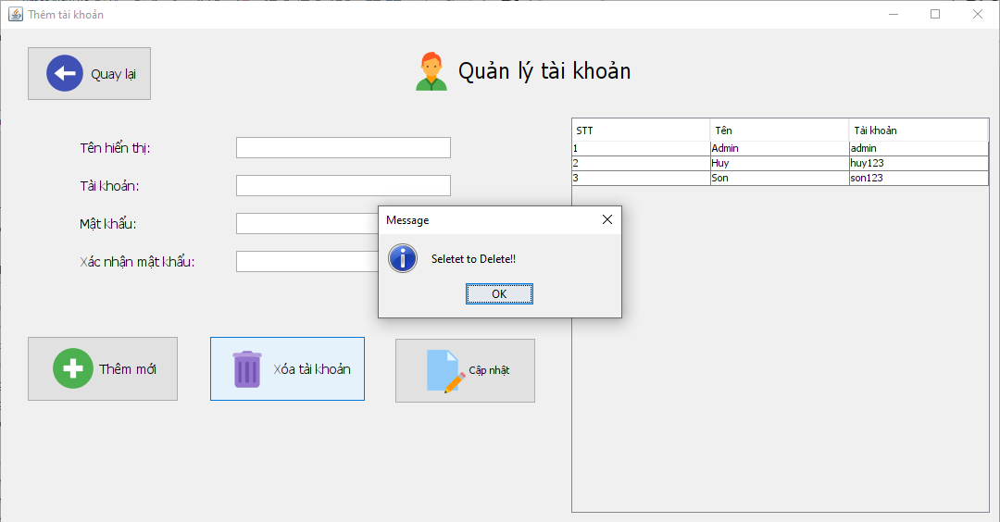 Thêm tài khoản
Quay lại
Quản lý tài khoản
Tên hiển thị:
Tài khoản:
Mật khẩu:
Xác nhận mật khẩu:
STT Tên Tài khoản
1 Admin admin
2 Huy huy123
3 Son son123
Message
Seletet to Delete!!
OK
Thêm mới
Xóa tài khoản
Cập nhật